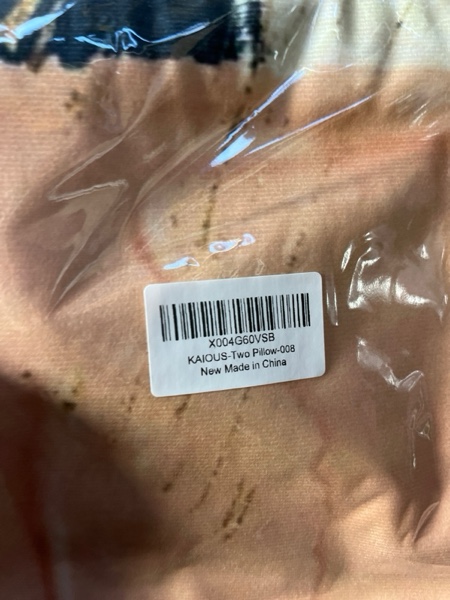 X004G60VSB
KAIOUS-Two Pillow-008
New Made in China